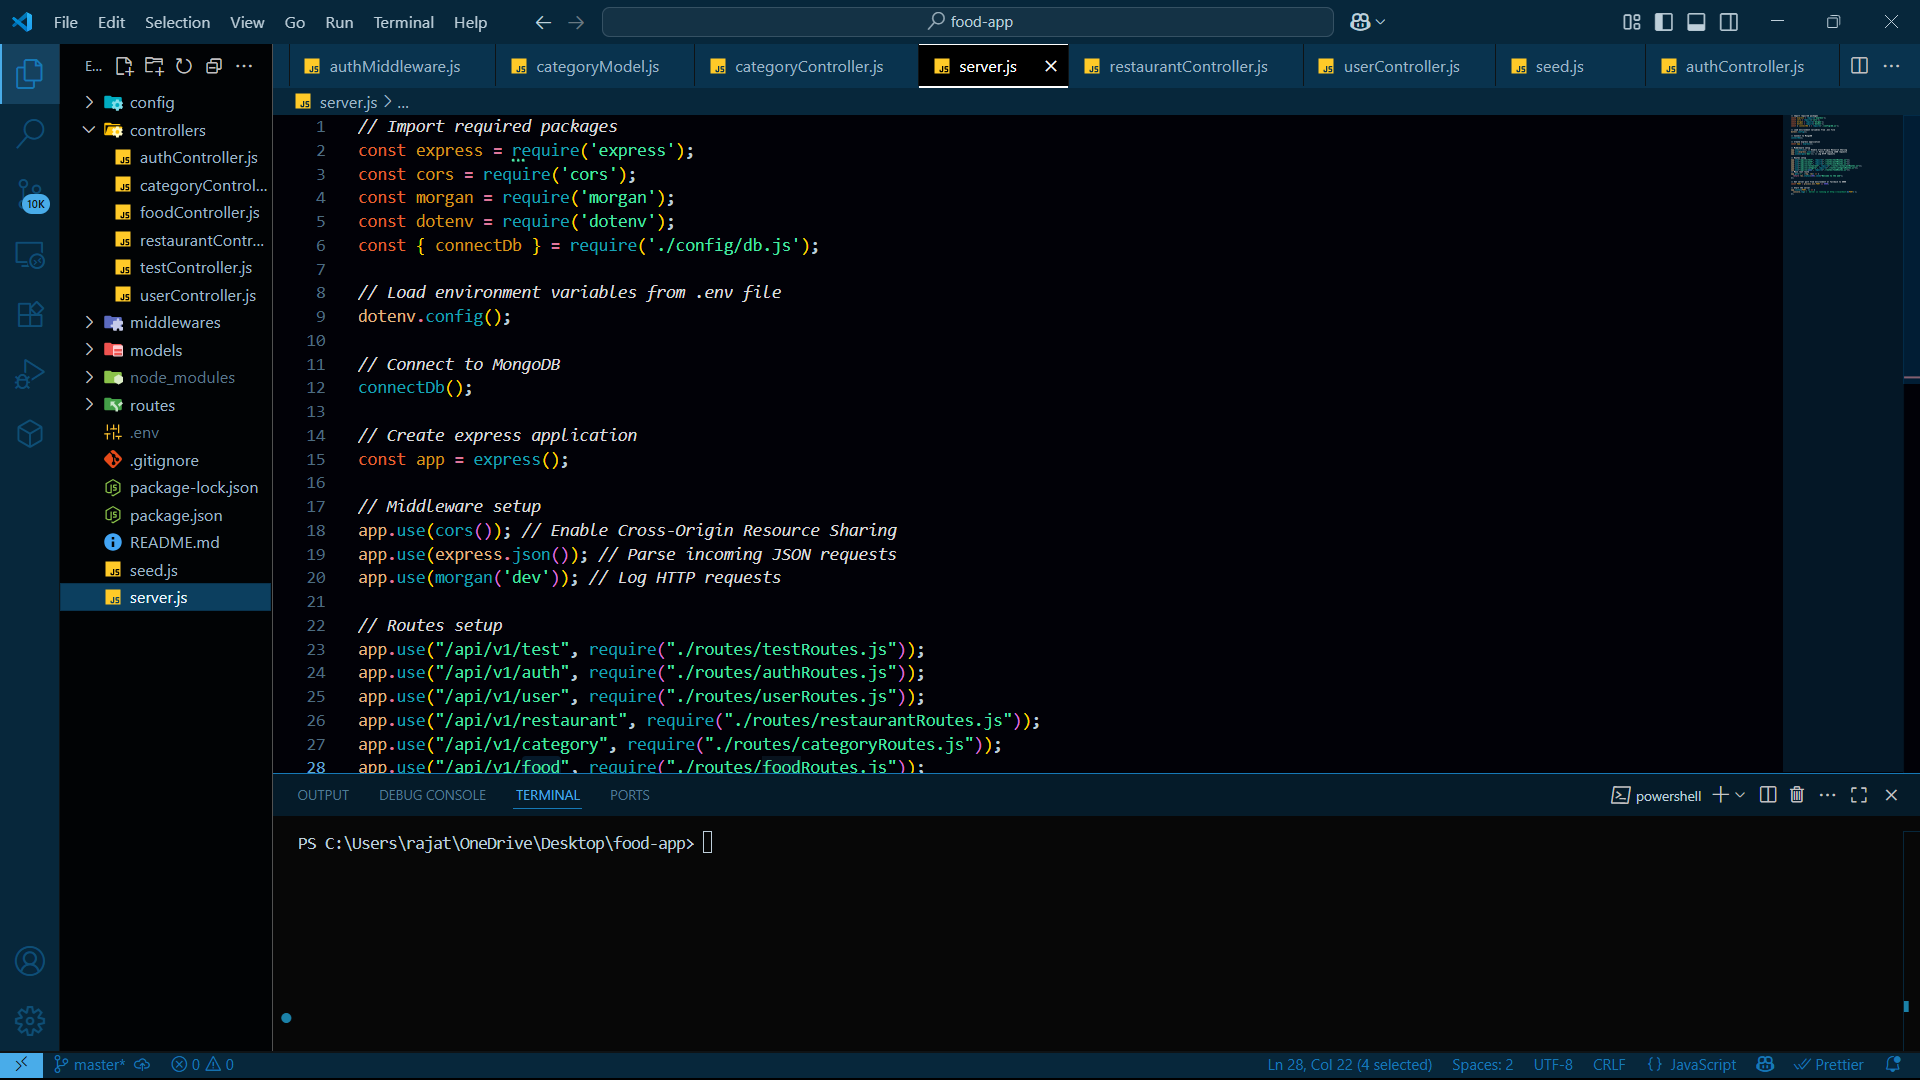 File Edit Selection View Go Run Terminal Help
food-app
E...
config
controllers
authController.js
categoryControl...
foodController.js
restaurantContr...
testController.js
userController.js
middlewares
models
node_modules
routes
.env
.gitignore
package-lock.json
package.json
README.md
seed.js
server.js
10K
authMiddleware.js categoryModel.js categoryController.js server.js restaurantController.js userController.js seed.js authController.js
server.js > ...
1 // Import required packages
2 const express = require('express');
3 const cors = require('cors');
4 const morgan = require('morgan');
5 const dotenv = require('dotenv');
6 const { connectDb } = require('./config/db.js');
7
8 // Load environment variables from .env file
9 dotenv.config();
10
11 // Connect to MongoDB
12 connectDb();
13
14 // Create express application
15 const app = express();
16
17 // Middleware setup
18 app.use(cors()); // Enable Cross-Origin Resource Sharing
19 app.use(express.json()); // Parse incoming JSON requests
20 app.use(morgan('dev')); // Log HTTP requests
21
22 // Routes setup
23 app.use("/api/v1/test", require("./routes/testRoutes.js"));
24 app.use("/api/v1/auth", require("./routes/authRoutes.js"));
25 app.use("/api/v1/user", require("./routes/userRoutes.js"));
26 app.use("/api/v1/restaurant", require("./routes/restaurantRoutes.js"));
27 app.use("/api/v1/category", require("./routes/categoryRoutes.js"));
28 app.use("/api/v1/food", require("./routes/foodRoutes.js"));
OUTPUT DEBUG CONSOLE TERMINAL PORTS
powershell
PS C:\Users\rajat\OneDrive\Desktop\food-app>
master* 0 0
Ln 28, Col 22 (4 selected) Spaces: 2 UTF-8 CRLF {} JavaScript Prettier